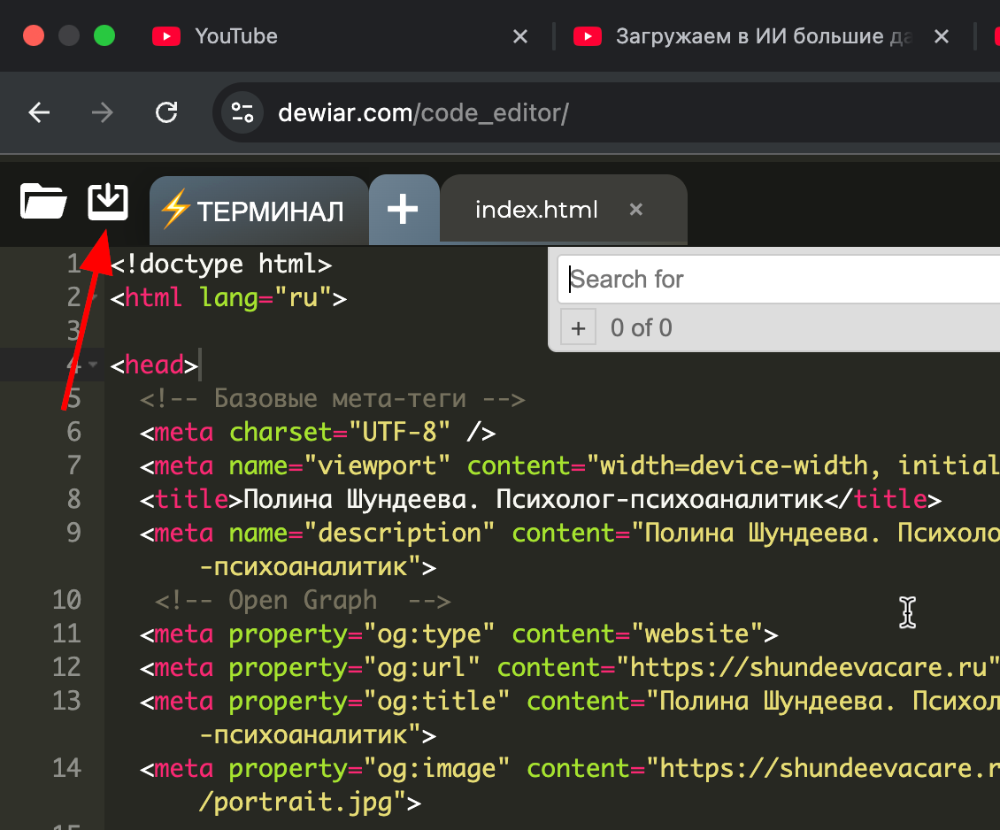 YouTube
Загружаем в ИИ большие да
dewiar.com/code_editor/
⚡ТЕРМИНАЛ
+
index.html ×
Search for
+ 0 of 0
1 <!doctype html>
2 <html lang="ru">
3
4 <head>
5 <!-- Базовые мета-теги -->
6 <meta charset="UTF-8" />
7 <meta name="viewport" content="width=device-width, initial
8 <title>Полина Шундеева. Психолог-психоаналитик</title>
9 <meta name="description" content="Полина Шундеева. Психоло
-психоаналитик">
10 <!-- Open Graph  -->
11 <meta property="og:type" content="website">
12 <meta property="og:url" content="https://shundeevacare.ru"
13 <meta property="og:title" content="Полина Шундеева. Психол
-психоаналитик">
14 <meta property="og:image" content="https://shundeevacare.r
/portrait.jpg">